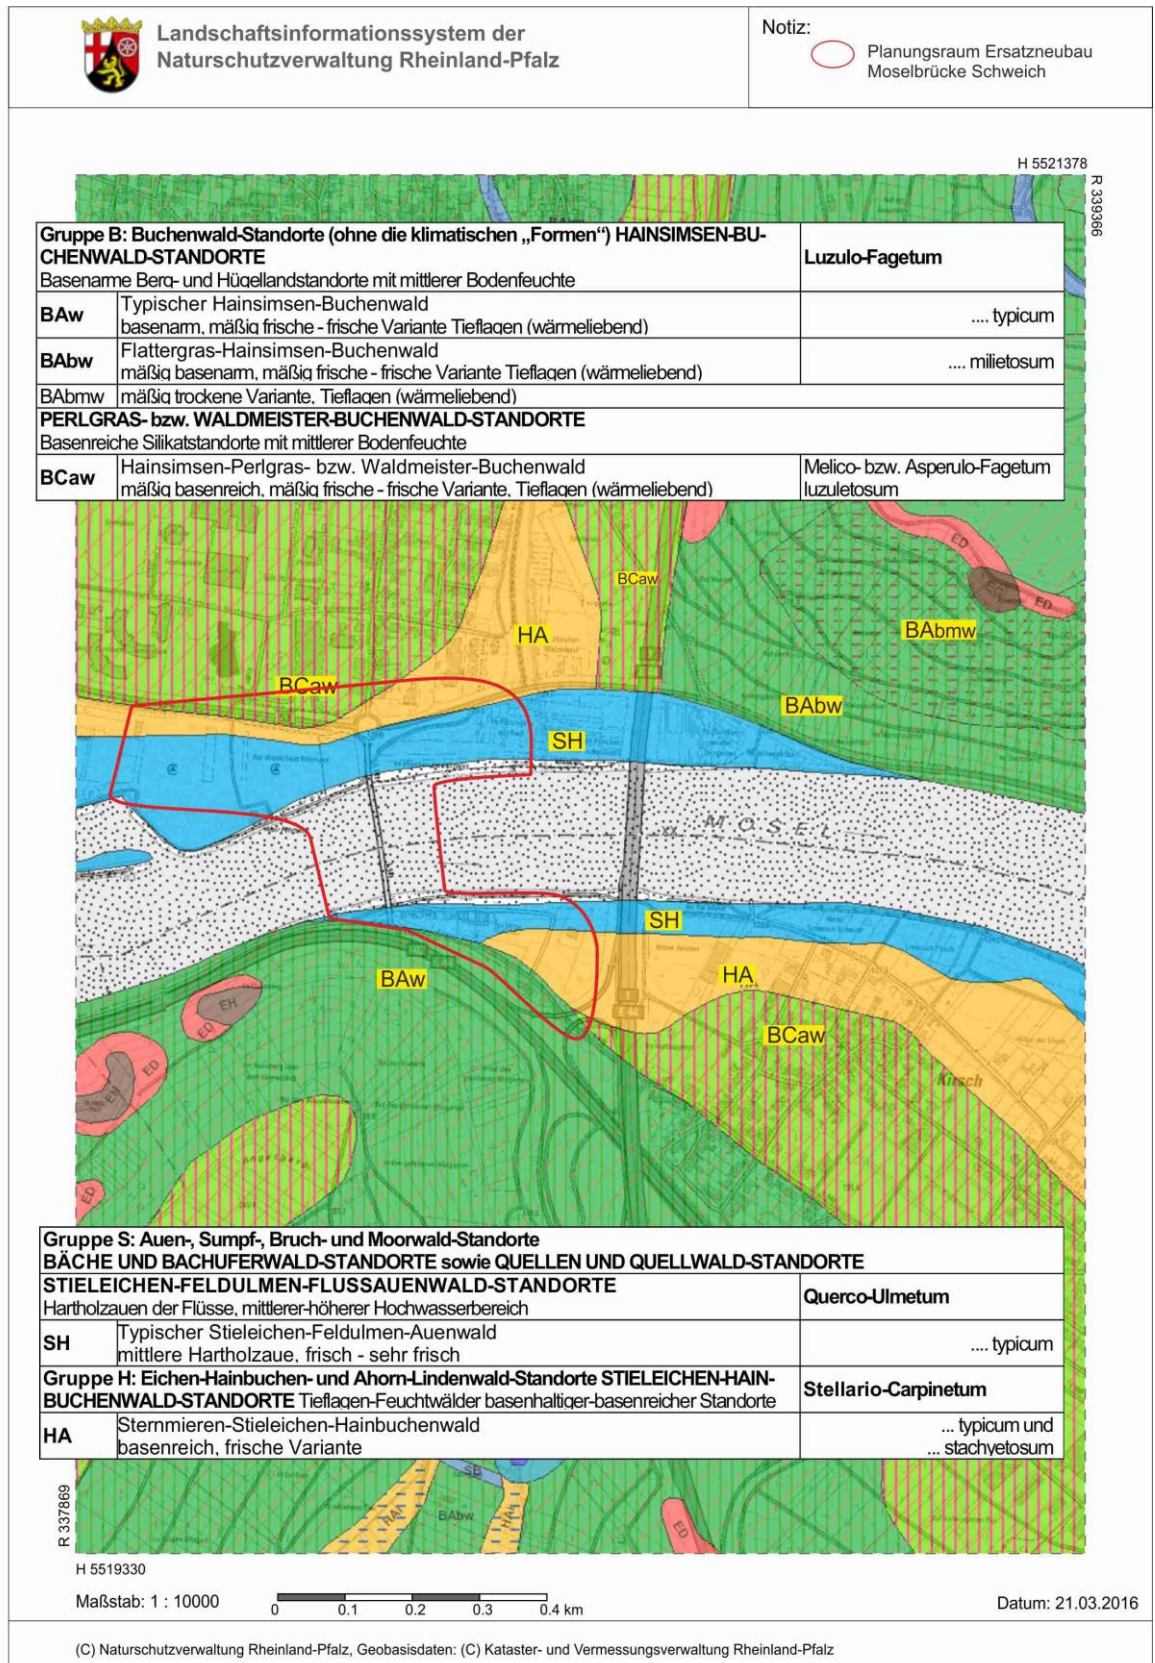 Landschaftsinformationssystem der
Naturschutzverwaltung Rheinland-Pfalz
Notiz:
Planungsraum Ersatzneubau
Moselbrücke Schweich
H 5521378
R 339366
Gruppe B: Buchenwald-Standorte (ohne die klimatischen „Formen“) HAINSIMSEN-BU-
CHENWALD-STANDORTE
Basenarme Berg- und Hügellandstandorte mit mittlerer Bodenfeuchte
Luzulo-Fagetum
BAw
Typischer Hainsimsen-Buchenwald
basenarm, mäßig frische - frische Variante Tieflagen (wärmeliebend)
.... typicum
BAbw
Flattergras-Hainsimsen-Buchenwald
mäßig basenarm, mäßig frische - frische Variante Tieflagen (wärmeliebend)
.... milietosum
BAbmw
mäßig trockene Variante, Tieflagen (wärmeliebend)
PERLGRAS- bzw. WALDMEISTER-BUCHENWALD-STANDORTE
Basenreiche Silikatstandorte mit mittlerer Bodenfeuchte
BCaw
Hainsimsen-Perlgras- bzw. Waldmeister-Buchenwald
mäßig basenreich, mäßig frische - frische Variante, Tieflagen (wärmeliebend)
Melico- bzw. Asperulo-Fagetum
luzuletosum
ED
BCaw
EH
ED
HA
BAbmw
BCaw
BAbw
SH
MOSEL
SH
BAw
HA
EH
ED
BCaw
EH
Kirsch
ED
Gruppe S: Auen-, Sumpf-, Bruch- und Moorwald-Standorte
BÄCHE UND BACHUFERWALD-STANDORTE sowie QUELLEN UND QUELLWALD-STANDORTE
STIELEICHEN-FELDULMEN-FLUSSAUENWALD-STANDORTE
Hartholzauen der Flüsse, mittlerer-höherer Hochwasserbereich
Querco-Ulmetum
SH
Typischer Stieleichen-Feldulmen-Auenwald
mittlere Hartholzaue, frisch - sehr frisch
.... typicum
Gruppe H: Eichen-Hainbuchen- und Ahorn-Lindenwald-Standorte STIELEICHEN-HAIN-
BUCHENWALD-STANDORTE Tieflagen-Feuchtwälder basenhaltiger-basenreicher Standorte
Stellario-Carpinetum
HA
Sternmieren-Stieleichen-Hainbuchenwald
basenreich, frische Variante
... typicum und
... stachyetosum
SB
BAbw
ED
R 337869
H 5519330
Maßstab: 1 : 10000
0 0.1 0.2 0.3 0.4 km
Datum: 21.03.2016
(C) Naturschutzverwaltung Rheinland-Pfalz, Geobasisdaten: (C) Kataster- und Vermessungsverwaltung Rheinland-Pfalz